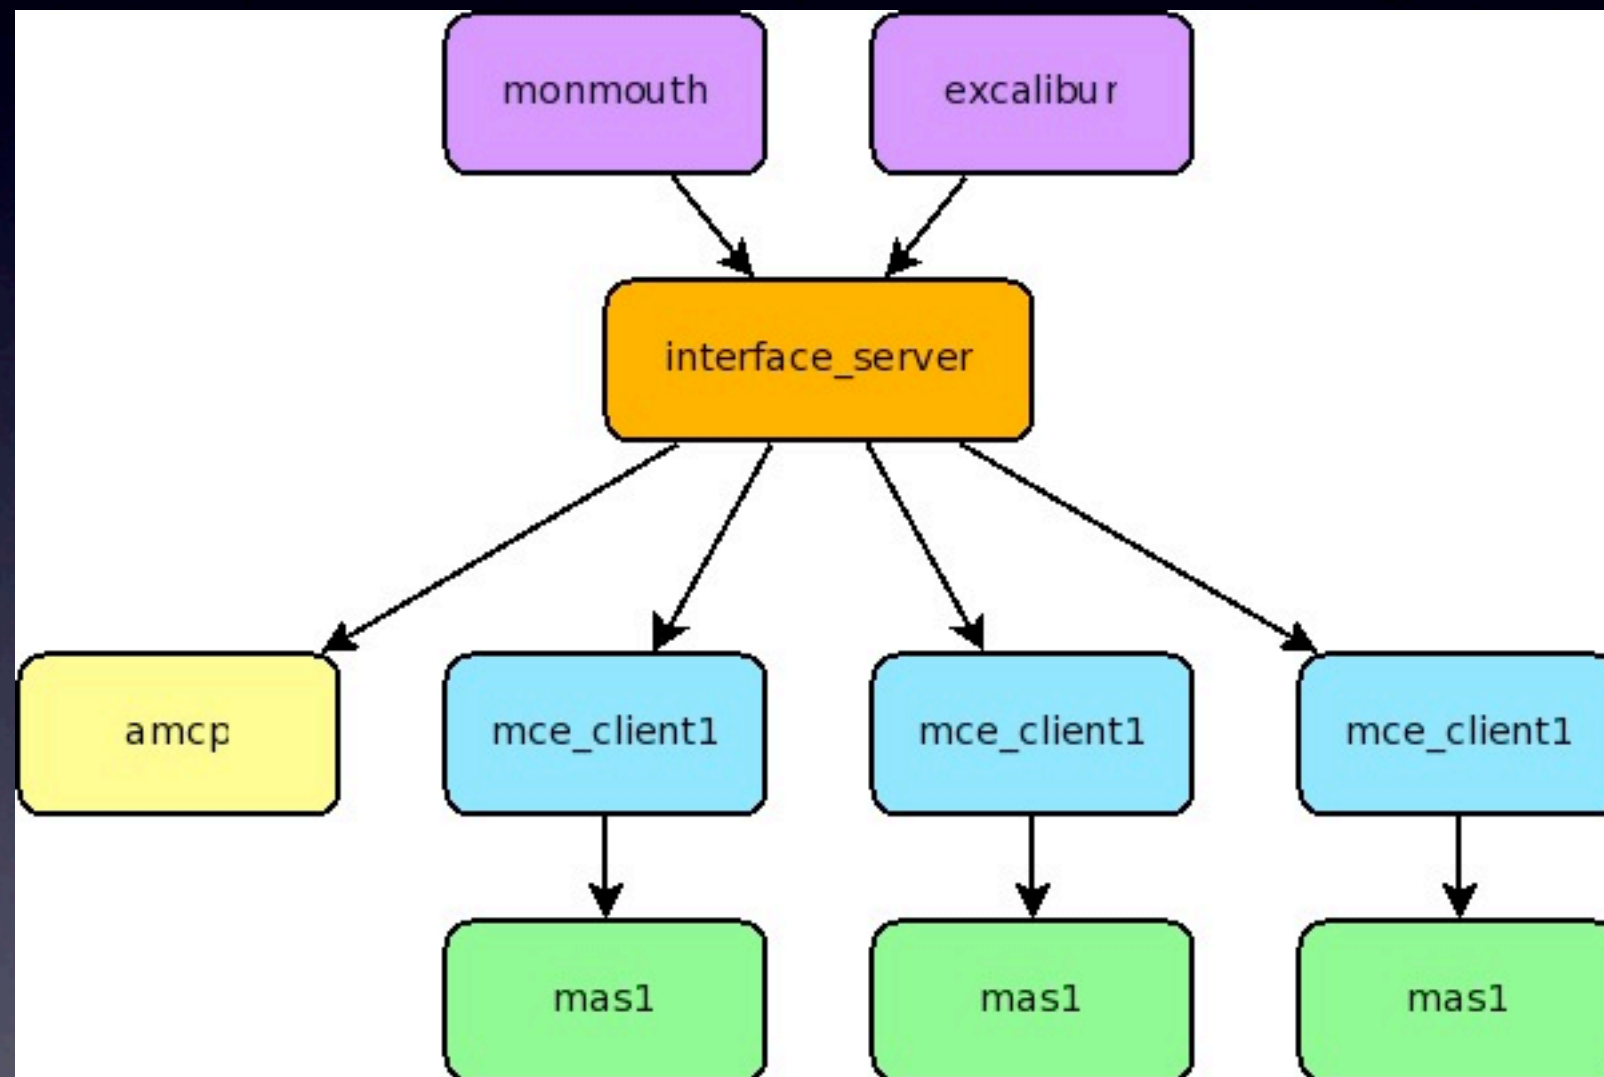 monmouth
excalibur
interface_server
amcp
mce_client1
mce_client1
mce_client1
mas1
mas1
mas1